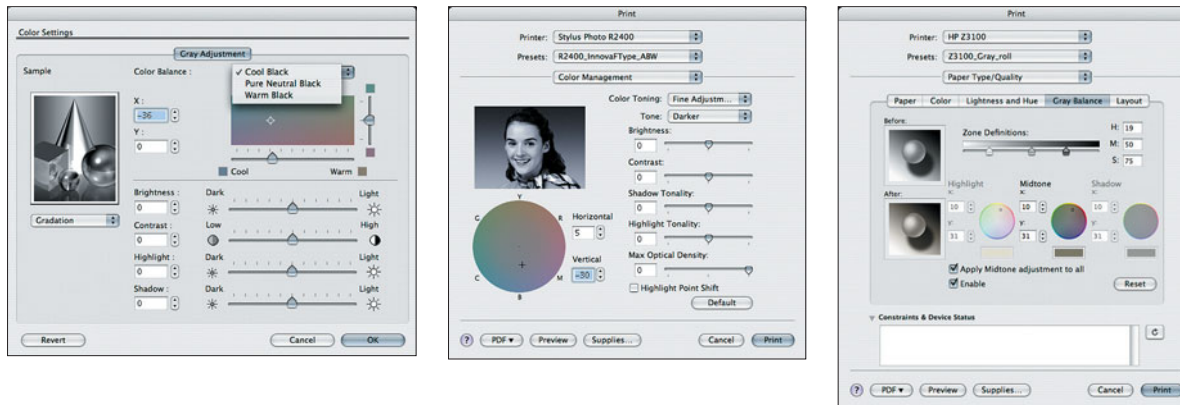 Color Settings
Gray Adjustment
Sample
Color Balance :
✓ Cool Black
Pure Neutral Black
Warm Black
X :
-36
Y :
0
Cool
Warm
Gradation
Brightness :
Dark
Light
0
Contrast :
Low
High
0
Highlight :
Dark
Light
0
Shadow :
Dark
Light
0
Revert
Cancel
OK
Print
Printer: Stylus Photo R2400
Presets: R2400_InnovaFType_ABW
Color Management
Color Toning: Fine Adjustm...
Tone: Darker
Brightness:
0
Contrast:
0
Shadow Tonality:
0
Highlight Tonality:
0
Max Optical Density:
0
Highlight Point Shift
Default
Y
G
R
C
M
B
Horizontal
5
Vertical
-30
? PDF ▾ Preview Supplies... Cancel Print
Print
Printer: HP Z3100
Presets: Z3100_Gray_roll
Paper Type/Quality
Paper Color Lightness and Hue Gray Balance Layout
Before:
Zone Definitions:
H: 19
M: 50
S: 75
After:
Highlight
Midtone
Shadow
X:
X:
X:
10
10
10
Y:
Y:
Y:
31
31
31
Apply Midtone adjustment to all
Enable
Reset
Constraints & Device Status
? PDF ▾ Preview Supplies... Cancel Print